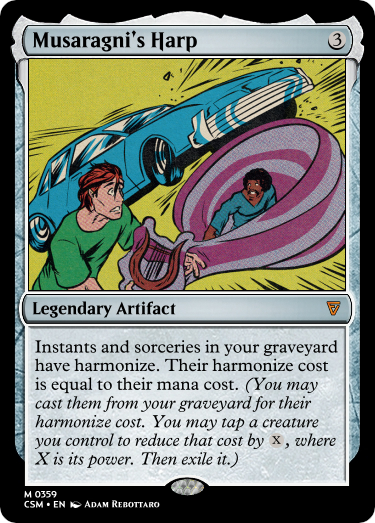 Musaragni's Harp 3
Legendary Artifact
Instants and sorceries in your graveyard
have harmonize. Their harmonize cost
is equal to their mana cost. (You may
cast them from your graveyard for their
harmonize cost. You may tap a creature
you control to reduce that cost by X, where
X is its power. Then exile it.)
M 0359
CSM • EN ADAM REBOTTARO